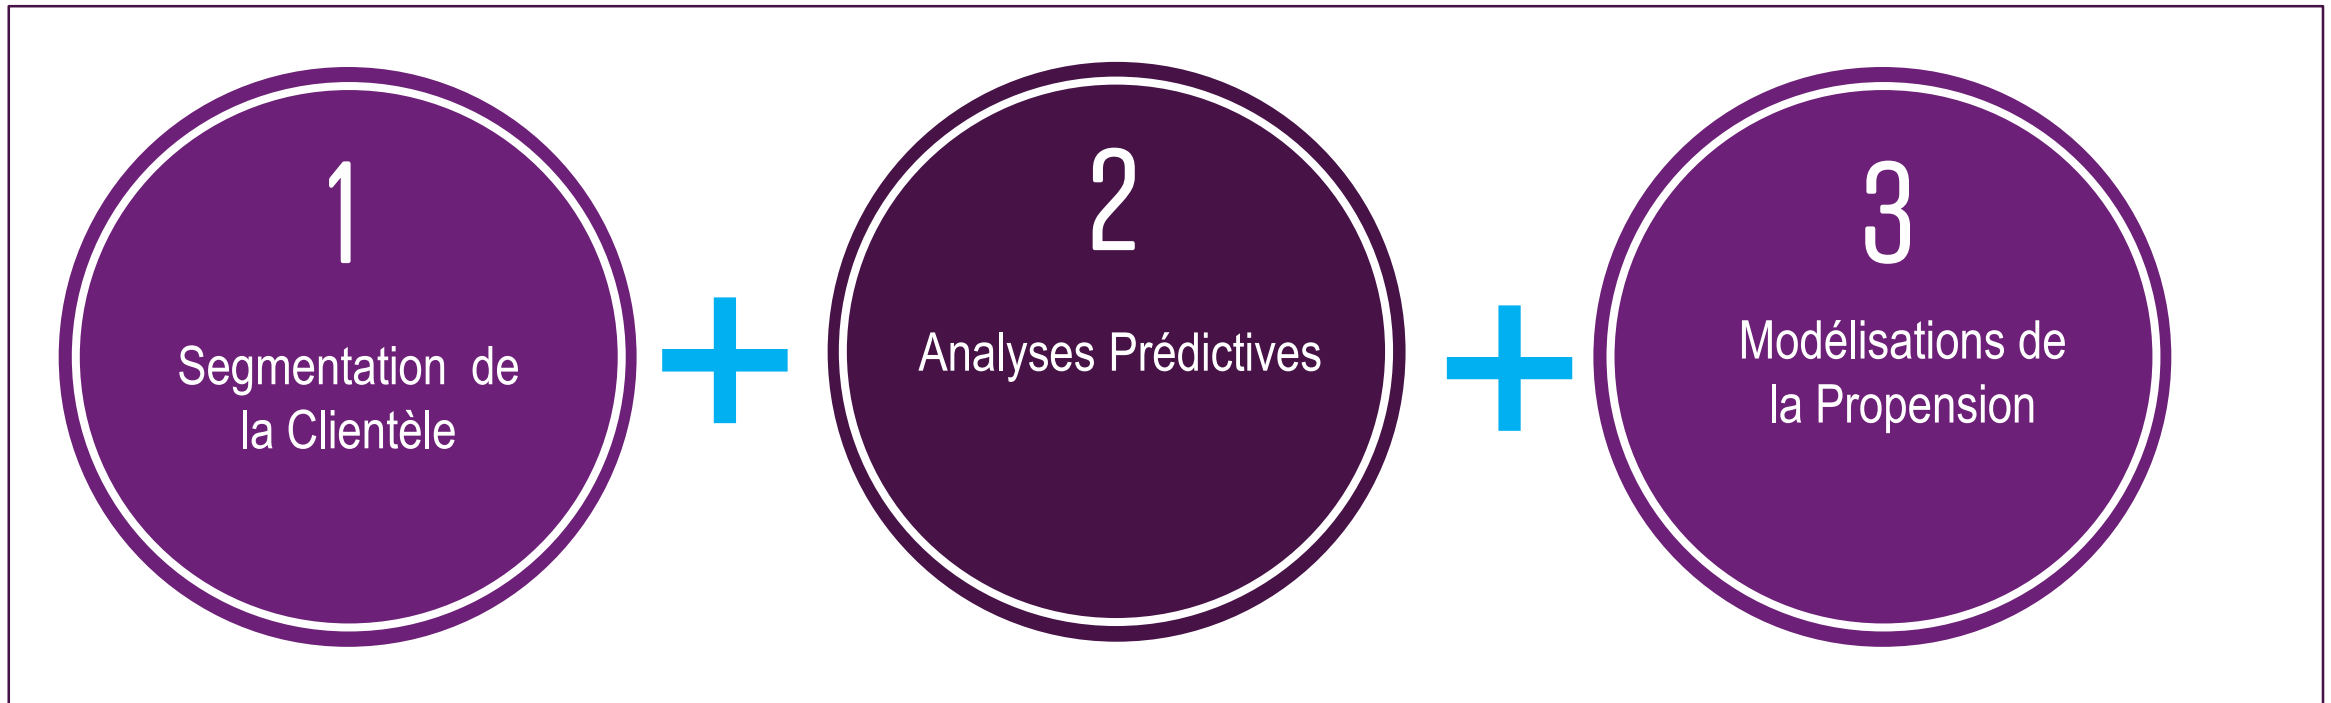 1
Segmentation de
la Clientèle
2
Analyses Prédictives
3
Modélisations de
la Propension